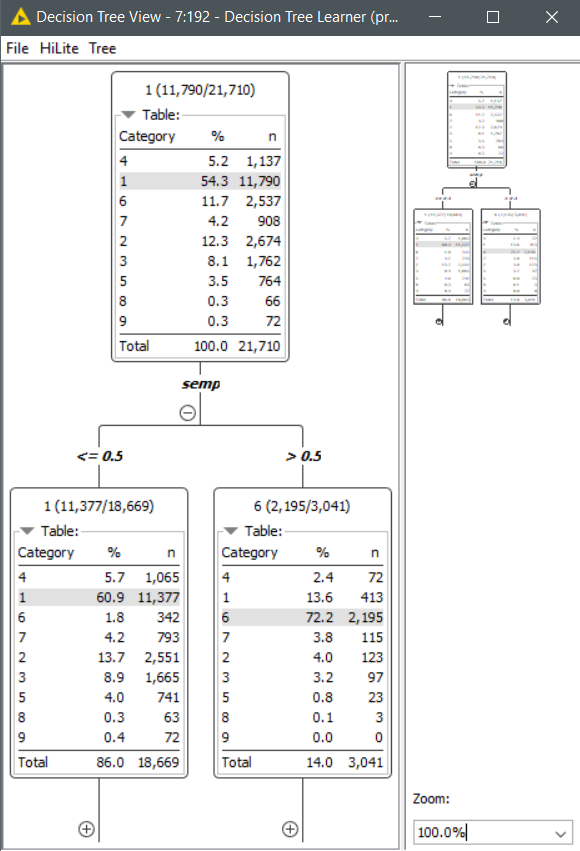 Decision Tree View - 7:192 - Decision Tree Learner (pr...
File HiLite Tree
1 (11,790/21,710)
Table:
Category % n
4 5.2 1,137
1 54.3 11,790
6 11.7 2,537
7 4.2 908
2 12.3 2,674
3 8.1 1,762
5 3.5 764
8 0.3 66
9 0.3 72
Total 100.0 21,710
semp
<= 0.5
> 0.5
1 (11,377/18,669)
Table:
Category % n
4 5.7 1,065
1 60.9 11,377
6 1.8 342
7 4.2 793
2 13.7 2,551
3 8.9 1,665
5 4.0 741
8 0.3 63
9 0.4 72
Total 86.0 18,669
6 (2,195/3,041)
Table:
Category % n
4 2.4 72
1 13.6 413
6 72.2 2,195
7 3.8 115
2 4.0 123
3 3.2 97
5 0.8 23
8 0.1 3
9 0.0 0
Total 14.0 3,041
Zoom:
100.0%